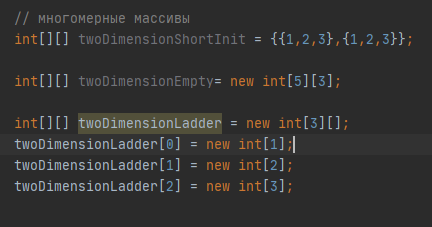 // многомерные массивы
int[][] twoDimensionShortInit = {{1,2,3},{1,2,3}};
int[][] twoDimensionEmpty= new int[5][3];
int[][] twoDimensionLadder = new int[3][];
twoDimensionLadder[0] = new int[1];
twoDimensionLadder[1] = new int[2];
twoDimensionLadder[2] = new int[3];